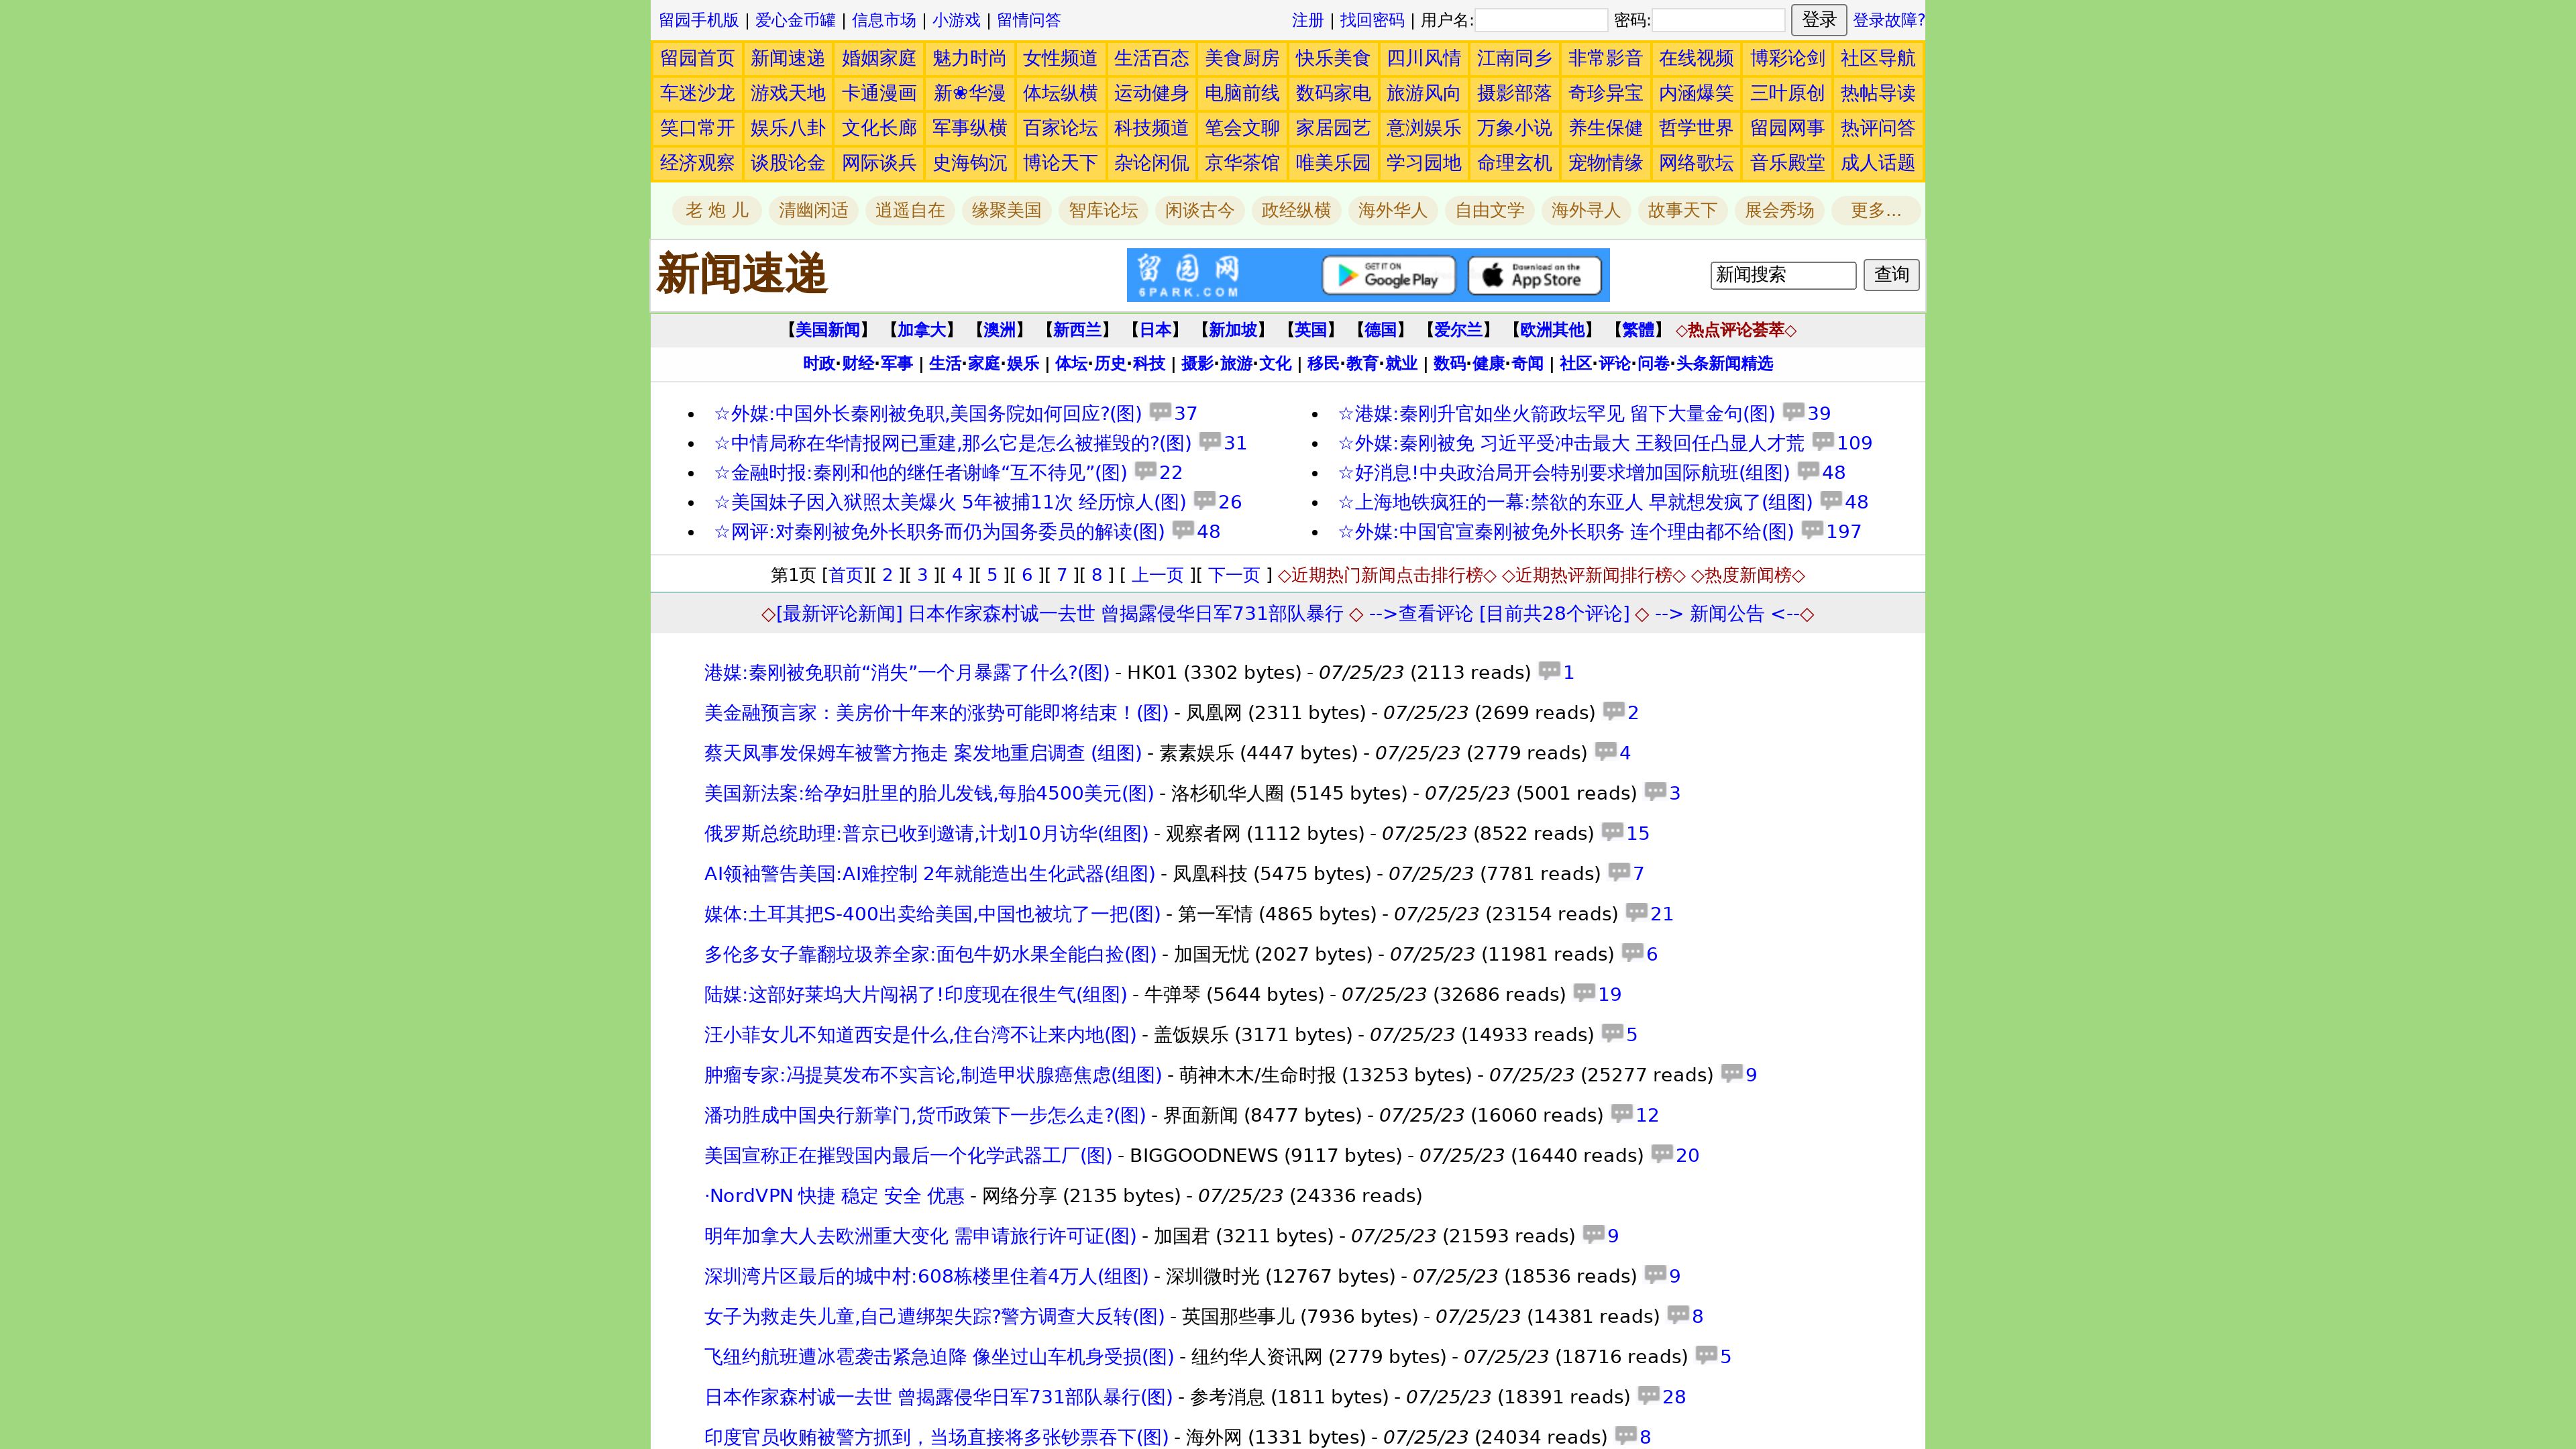 留园手机版 | 爱心金币罐 | 信息市场 | 小游戏 | 留情问答 注册 | 找回密码 | 用户名: 密码: 登录 登录故障?
留园首页 新闻速递 婚姻家庭 魅力时尚 女性频道 生活百态 美食厨房 快乐美食 四川风情 江南同乡 非常影音 在线视频 博彩论剑 社区导航
车迷沙龙 游戏天地 卡通漫画 新❀华漫 体坛纵横 运动健身 电脑前线 数码家电 旅游风向 摄影部落 奇珍异宝 内涵爆笑 三叶原创 热帖导读
笑口常开 娱乐八卦 文化长廊 军事纵横 百家论坛 科技频道 笔会文聊 家居园艺 意浏娱乐 万象小说 养生保健 哲学世界 留园网事 热评问答
经济观察 谈股论金 网际谈兵 史海钩沉 博论天下 杂论闲侃 京华茶馆 唯美乐园 学习园地 命理玄机 宠物情缘 网络歌坛 音乐殿堂 成人话题
老 炮 儿 清幽闲适 逍遥自在 缘聚美国 智库论坛 闲谈古今 政经纵横 海外华人 自由文学 海外寻人 故事天下 展会秀场 更多...
新闻速递 留园网 6PARK.COM GET IT ON Google Play Download on the App Store 新闻搜索 查询
【美国新闻】 【加拿大】 【澳洲】 【新西兰】 【日本】 【新加坡】 【英国】 【德国】 【爱尔兰】 【欧洲其他】 【繁體】 ◇热点评论荟萃◇
时政·财经·军事 | 生活·家庭·娱乐 | 体坛·历史·科技 | 摄影·旅游·文化 | 移民·教育·就业 | 数码·健康·奇闻 | 社区·评论·问卷·头条新闻精选
☆外媒:中国外长秦刚被免职,美国务院如何回应?(图) 37
☆中情局称在华情报网已重建,那么它是怎么被摧毁的?(图) 31
☆金融时报:秦刚和他的继任者谢峰“互不待见”(图) 22
☆美国妹子因入狱照太美爆火 5年被捕11次 经历惊人(图) 26
☆网评:对秦刚被免外长职务而仍为国务委员的解读(图) 48
☆港媒:秦刚升官如坐火箭政坛罕见 留下大量金句(图) 39
☆外媒:秦刚被免 习近平受冲击最大 王毅回任凸显人才荒 109
☆好消息!中央政治局开会特别要求增加国际航班(组图) 48
☆上海地铁疯狂的一幕:禁欲的东亚人 早就想发疯了(组图) 48
☆外媒:中国官宣秦刚被免外长职务 连个理由都不给(图) 197
第1页 [首页][ 2 ][ 3 ][ 4 ][ 5 ][ 6 ][ 7 ][ 8 ] [ 上一页 ][ 下一页 ] ◇近期热门新闻点击排行榜◇ ◇近期热评新闻排行榜◇ ◇热度新闻榜◇
◇[最新评论新闻] 日本作家森村诚一去世 曾揭露侵华日军731部队暴行 ◇ -->查看评论 [目前共28个评论] ◇ --> 新闻公告 <--◇
港媒:秦刚被免职前“消失”一个月暴露了什么?(图) - HK01 (3302 bytes) - 07/25/23 (2113 reads) 1
美金融预言家：美房价十年来的涨势可能即将结束！(图) - 凤凰网 (2311 bytes) - 07/25/23 (2699 reads) 2
蔡天凤事发保姆车被警方拖走 案发地重启调查 (组图) - 素素娱乐 (4447 bytes) - 07/25/23 (2779 reads) 4
美国新法案:给孕妇肚里的胎儿发钱,每胎4500美元(图) - 洛杉矶华人圈 (5145 bytes) - 07/25/23 (5001 reads) 3
俄罗斯总统助理:普京已收到邀请,计划10月访华(组图) - 观察者网 (1112 bytes) - 07/25/23 (8522 reads) 15
AI领袖警告美国:AI难控制 2年就能造出生化武器(组图) - 凤凰科技 (5475 bytes) - 07/25/23 (7781 reads) 7
媒体:土耳其把S-400出卖给美国,中国也被坑了一把(图) - 第一军情 (4865 bytes) - 07/25/23 (23154 reads) 21
多伦多女子靠翻垃圾养全家:面包牛奶水果全能白捡(图) - 加国无忧 (2027 bytes) - 07/25/23 (11981 reads) 6
陆媒:这部好莱坞大片闯祸了!印度现在很生气(组图) - 牛弹琴 (5644 bytes) - 07/25/23 (32686 reads) 19
汪小菲女儿不知道西安是什么,住台湾不让来内地(图) - 盖饭娱乐 (3171 bytes) - 07/25/23 (14933 reads) 5
肿瘤专家:冯提莫发布不实言论,制造甲状腺癌焦虑(组图) - 萌神木木/生命时报 (13253 bytes) - 07/25/23 (25277 reads) 9
潘功胜成中国央行新掌门,货币政策下一步怎么走?(图) - 界面新闻 (8477 bytes) - 07/25/23 (16060 reads) 12
美国宣称正在摧毁国内最后一个化学武器工厂(图) - BIGGOODNEWS (9117 bytes) - 07/25/23 (16440 reads) 20
·NordVPN 快捷 稳定 安全 优惠 - 网络分享 (2135 bytes) - 07/25/23 (24336 reads)
明年加拿大人去欧洲重大变化 需申请旅行许可证(图) - 加国君 (3211 bytes) - 07/25/23 (21593 reads) 9
深圳湾片区最后的城中村:608栋楼里住着4万人(组图) - 深圳微时光 (12767 bytes) - 07/25/23 (18536 reads) 9
女子为救走失儿童,自己遭绑架失踪?警方调查大反转(图) - 英国那些事儿 (7936 bytes) - 07/25/23 (14381 reads) 8
飞纽约航班遭冰雹袭击紧急迫降 像坐过山车机身受损(图) - 纽约华人资讯网 (2779 bytes) - 07/25/23 (18716 reads) 5
日本作家森村诚一去世 曾揭露侵华日军731部队暴行(图) - 参考消息 (1811 bytes) - 07/25/23 (18391 reads) 28
印度官员收贿被警方抓到，当场直接将多张钞票吞下(图) - 海外网 (1331 bytes) - 07/25/23 (24034 reads) 8